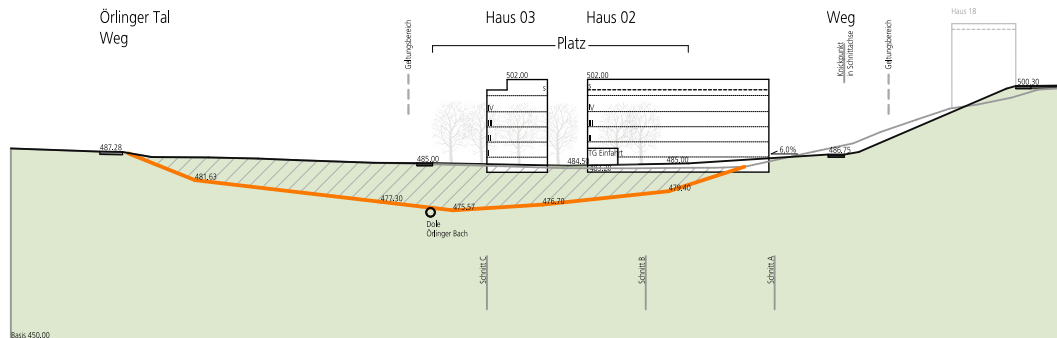 Örlinger Tal
Weg
Haus 03
Haus 02
Weg
Haus 18
Platz
Geltungsbereich
Knickpunkt
in Schnittachse
Geltungsbereich
502.00
502.00
500.30
S
S
IV
III
II
I
IV
III
II
TG Einfahrt
487.28
485.00
485.00
6,0%
486.75
481.63
477.30
475.57
476.70
479.40
Dole
Örlinger Bach
Schnitt C
Schnitt B
Schnitt A
Basis 450.00